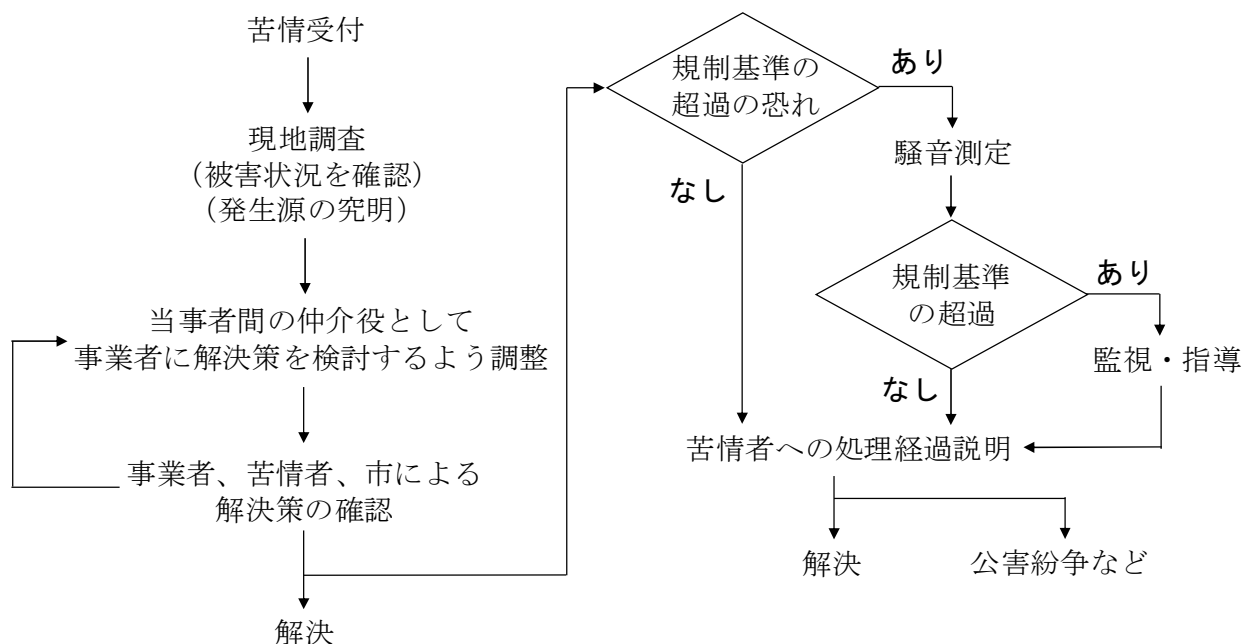 苦情受付
現地調査
（被害状況を確認）
（発生源の究明）
当事者間の仲介役として
事業者に解決策を検討するよう調整
事業者、苦情者、市による
解決策の確認
解決
規制基準の
超過の恐れ
あり
なし
騒音測定
規制基準
の超過
あり
なし
監視・指導
苦情者への処理経過説明
解決
公害紛争など